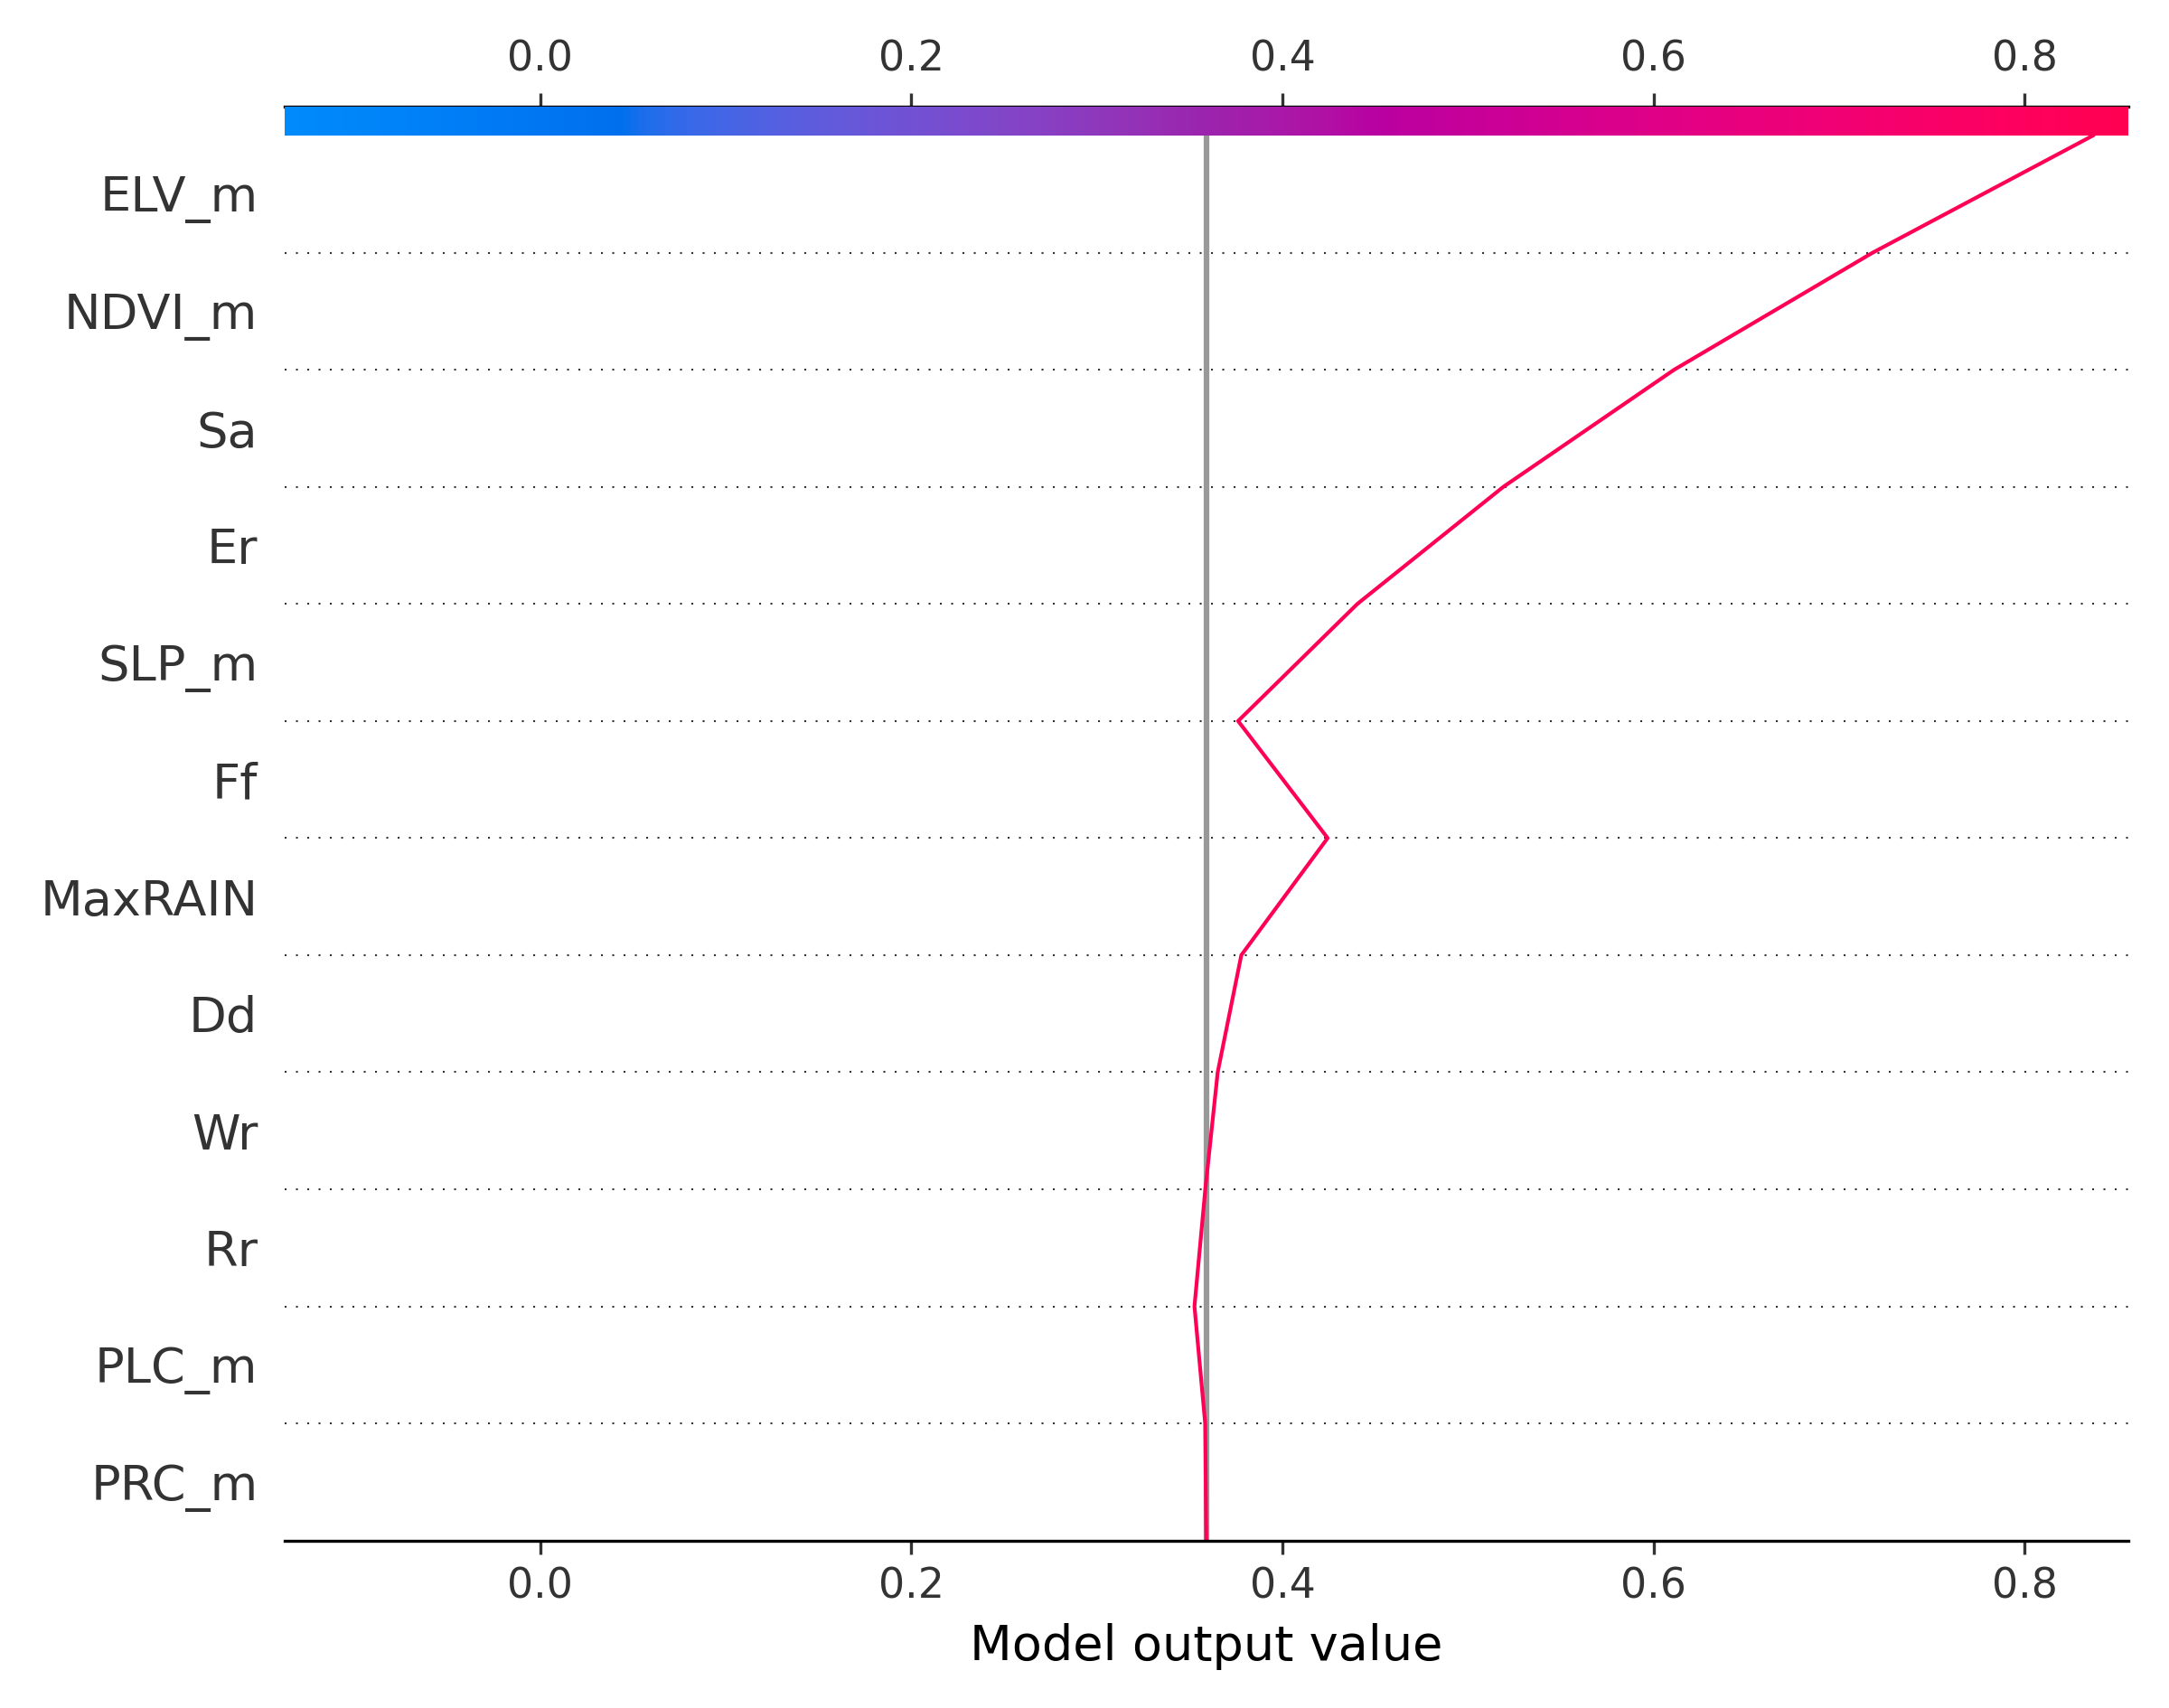 0.0 0.2 0.4 0.6 0.8
ELV_m
NDVI_m
Sa
Er
SLP_m
Ff
MaxRAIN
Dd
Wr
Rr
PLC_m
PRC_m
0.0 0.2 0.4 0.6 0.8
Model output value